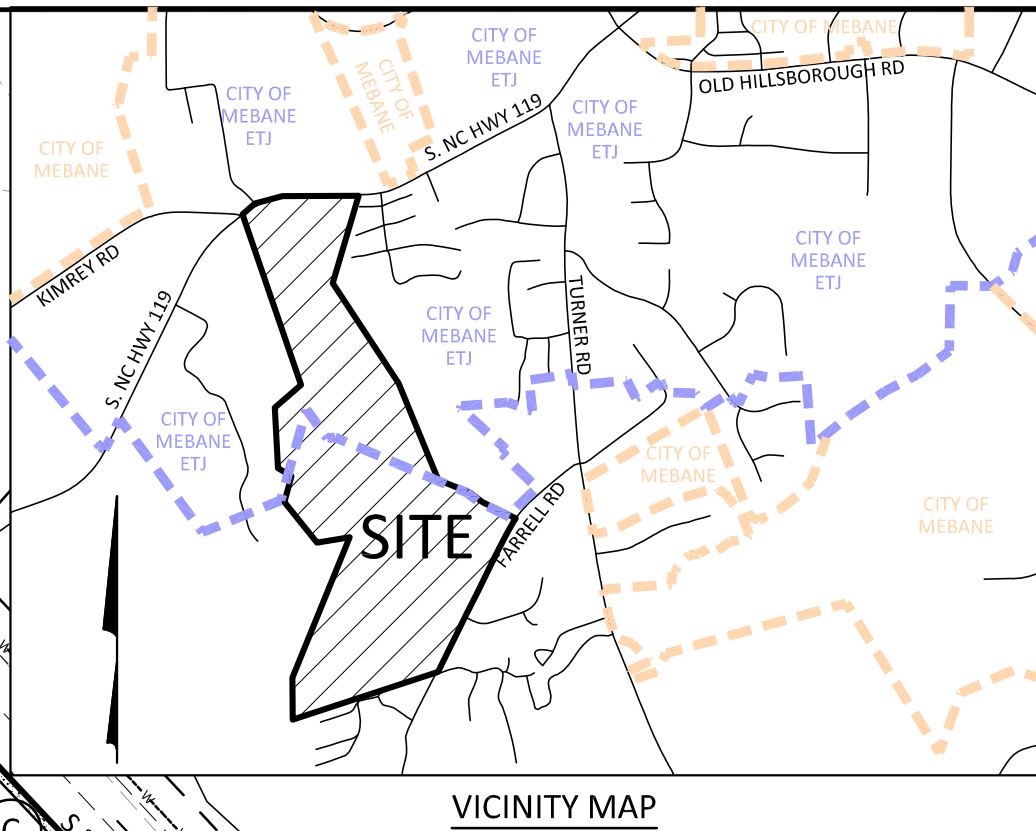 CITY OF MEBANE
CITY OF
MEBANE
ETJ
OLD HILLSBOROUGH RD
CITY OF
MEBANE
CITY OF
MEBANE
ETJ
S. NC HWY 119
CITY OF
MEBANE
ETJ
CITY OF
MEBANE
KIMREY RD
CITY OF
MEBANE
ETJ
S. NC HWY 119
TURNER RD
CITY OF
MEBANE
ETJ
CITY OF
MEBANE
ETJ
CITY OF
MEBANE
CITY OF
MEBANE
SITE
FARRELL RD
VICINITY MAP
W
W
C
S